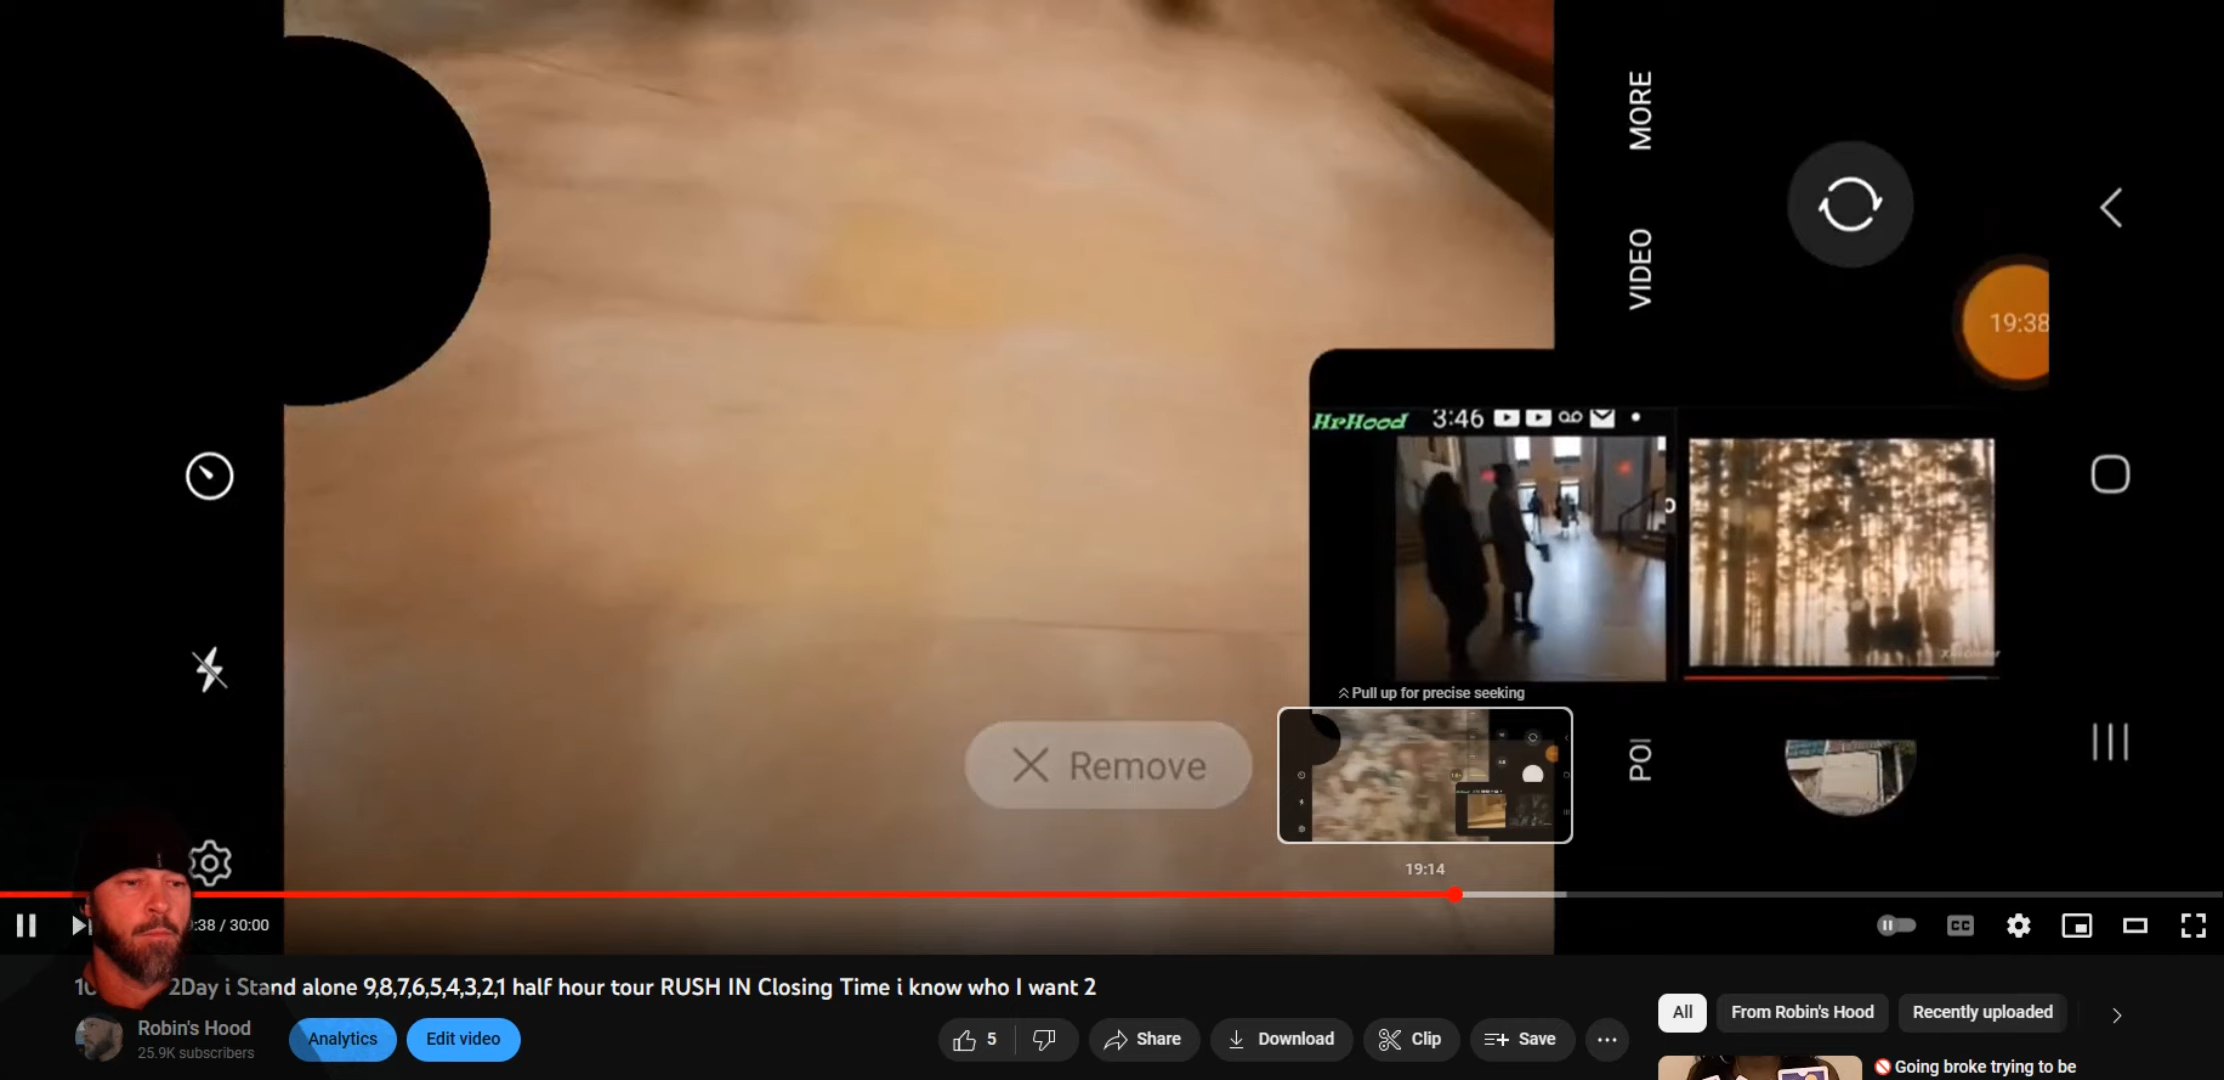 MORE
VIDEO
19:38
HrHood 3:46
Pull up for precise seeking
Remove
POI
19:14
:38 / 30:00
CC
2Day i Stand alone 9,8,7,6,5,4,3,2,1 half hour tour RUSH IN Closing Time i know who I want 2
Robin's Hood
25.9K subscribers
Analytics
Edit video
5
Share
Download
Clip
Save
All
From Robin's Hood
Recently uploaded
Going broke trying to be